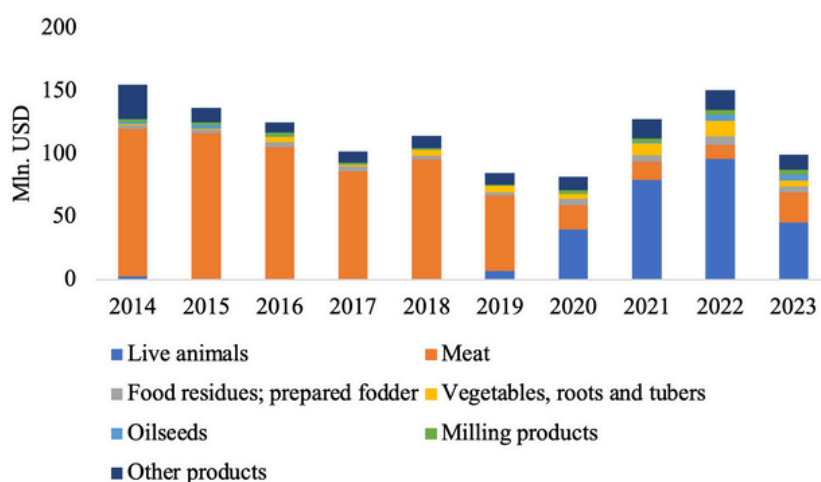 200
150
100
50
0
Mln. USD
2014 2015 2016 2017 2018 2019 2020 2021 2022 2023
Live animals Meat
Food residues; prepared fodder Vegetables, roots and tubers
Oilseeds Milling products
Other products